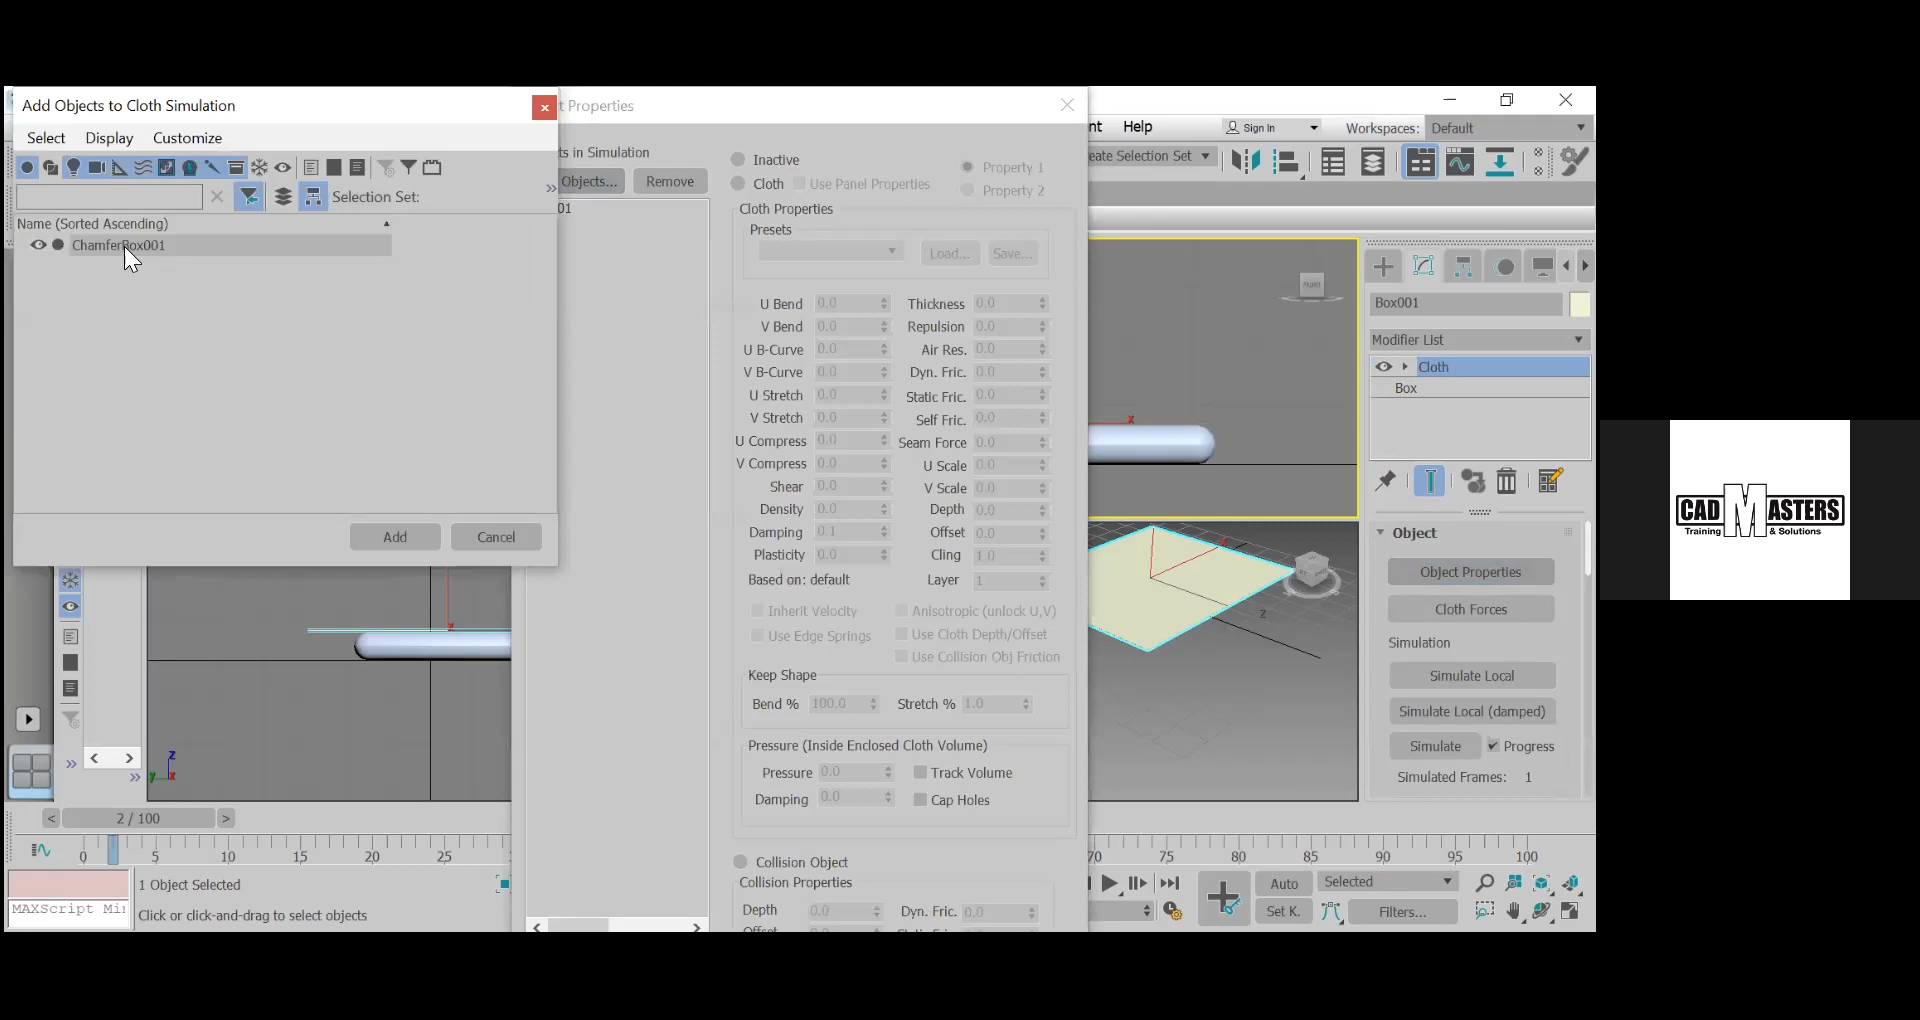 Add Objects to Cloth Simulation
Select Display Customize
Selection Set:
Name (Sorted Ascending)
ChamferBox001
Add Cancel
t Properties
ts in Simulation
Objects... Remove
01
Inactive
Cloth Use Panel Properties
Property 1
Property 2
Cloth Properties
Presets
Load... Save...
U Bend 0.0 Thickness 0.0
V Bend 0.0 Repulsion 0.0
U B-Curve 0.0 Air Res. 0.0
V B-Curve 0.0 Dyn. Fric. 0.0
U Stretch 0.0 Static Fric. 0.0
V Stretch 0.0 Self Fric. 0.0
U Compress 0.0 Seam Force 0.0
V Compress 0.0 U Scale 0.0
Shear 0.0 V Scale 0.0
Density 0.0 Depth 0.0
Damping 0.1 Offset 0.0
Plasticity 0.0 Cling 1.0
Based on: default Layer 1
Inherit Velocity Anisotropic (unlock U,V)
Use Edge Springs Use Cloth Depth/Offset
Use Collision Obj Friction
Keep Shape
Bend % 100.0 Stretch % 1.0
Pressure (Inside Enclosed Cloth Volume)
Pressure 0.0 Track Volume
Damping 0.0 Cap Holes
Collision Object
Collision Properties
Depth 0.0 Dyn. Fric. 0.0
nt Help Sign In Workspaces: Default
eate Selection Set
FRONT
x
x
z
Box001
Modifier List
Cloth
Box
Object
Object Properties
Cloth Forces
Simulation
Simulate Local
Simulate Local (damped)
Simulate Progress
Simulated Frames: 1
z
y x
2 / 100
0 5 10 15 20 25 70 75 80 85 90 95 100
1 Object Selected
MAXScript Mi
Click or click-and-drag to select objects
Auto Selected
Set K. Filters...
CAD MASTERS
Training & Solutions